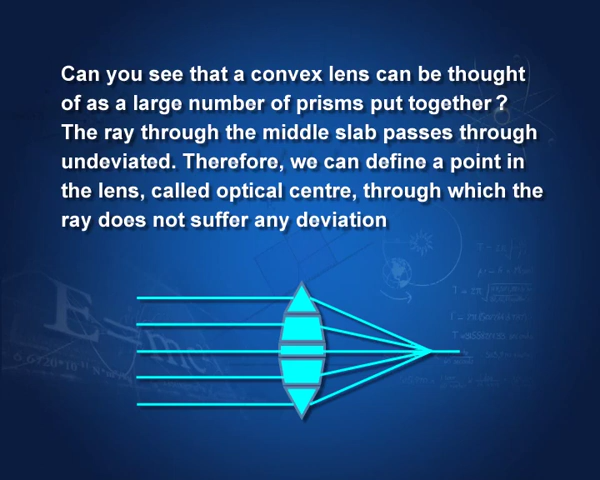 Can you see that a convex lens can be thought
of as a large number of prisms put together ?
The ray through the middle slab passes through
undeviated. Therefore, we can define a point in
the lens, called optical centre, through which the
ray does not suffer any deviation
E=mc²